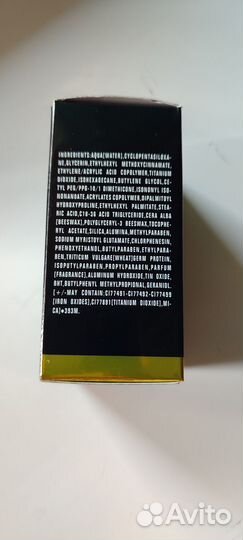 INGREDIENTS:AQUA[WATER],CYCLOPENTASILOXA-
NE,GLYCERIN,ETHYLHEXYL METHOXYCINNAMATE,
ETHYLENE/ACRYLIC ACID COPOLYMER,TITANIUM
DIOXIDE,ISOHEXADECANE,BUTYLENE GLYCOL,CE-
TYL PEG/PPG-10/1 DIMETHICONE,ISONONYL ISO-
NONANOATE,ACRYLATES COPOLYMER,DIPALMITOYL
HYDROXYPROLINE,ETHYLHEXYL PALMITATE,STEA-
RIC ACID,C18-36 ACID TRIGLYCERIDE,CERA ALBA
[BEESWAX],POLYGLYCERYL-3 BEESWAX,TOCOPHE-
RYL ACETATE,SILICA,ALUMINA,METHYLPARABEN,
SODIUM MYRISTOYL GLUTAMATE,CHLORPHENESIN,
PHENOXYETHANOL,BUTYLPARABEN,ETHYLPARA-
BEN,TRITICUM VULGARE[WHEAT]GERM PROTEIN,
ISOBUTYLPARABEN,PROPYLPARABEN,PARFUM
[FRAGRANCE],ALUMINUM HYDROXIDE,TIN OXIDE,
BHT,BUTYLPHENYL METHYLPROPIONAL,GERANIOL.
[+/-MAY CONTAIN:CI77491-CI77492-CI77499
[IRON OXIDES],CI77891[TITANIUM DIOXIDE],MI-
CA]
Avito